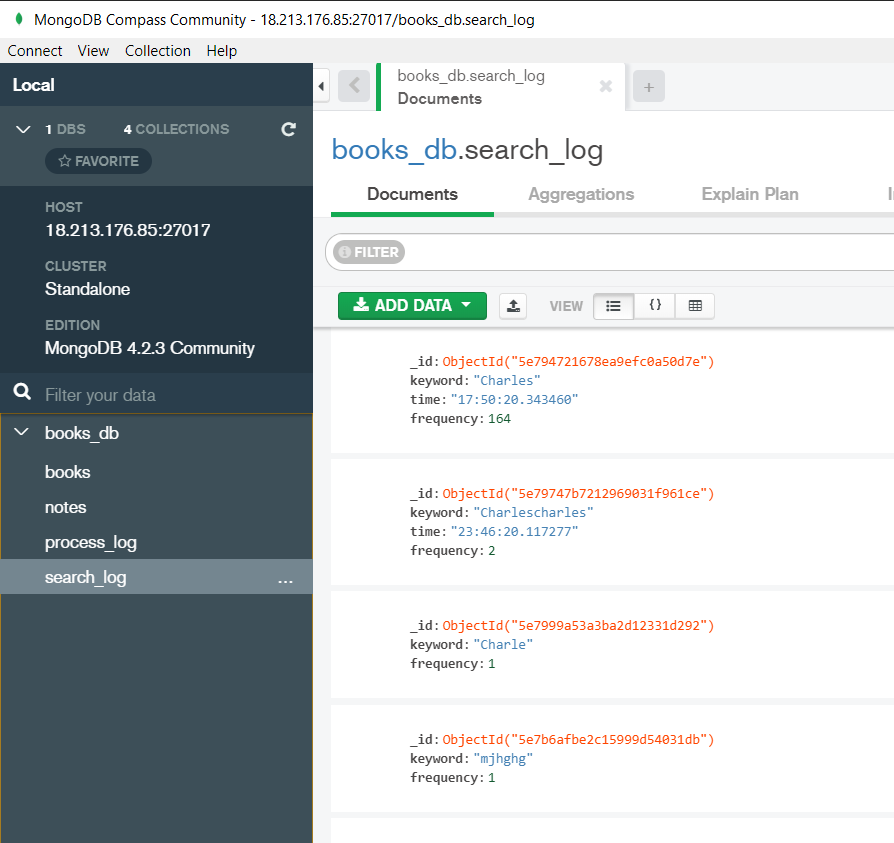 MongoDB Compass Community - 18.213.176.85:27017/books_db.search_log
Connect View Collection Help
Local
1 DBS 4 COLLECTIONS
FAVORITE
HOST
18.213.176.85:27017
CLUSTER
Standalone
EDITION
MongoDB 4.2.3 Community
Filter your data
books_db
books
notes
process_log
search_log ...
books_db.search_log
Documents
books_db.search_log
Documents Aggregations Explain Plan
FILTER
ADD DATA VIEW {}
_id: ObjectId("5e794721678ea9efc0a50d7e")
keyword: "Charles"
time: "17:50:20.343460"
frequency: 164
_id: ObjectId("5e79747b7212969031f961ce")
keyword: "Charlescharles"
time: "23:46:20.117277"
frequency: 2
_id: ObjectId("5e7999a53a3ba2d12331d292")
keyword: "Charle"
frequency: 1
_id: ObjectId("5e7b6afbe2c15999d54031db")
keyword: "mjhghg"
frequency: 1